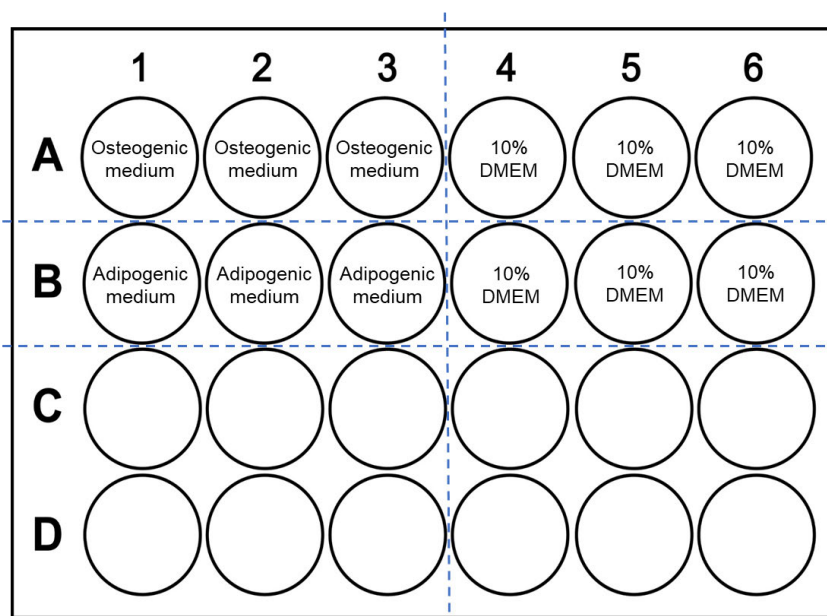 1 2 3 4 5 6
A
Osteogenic Osteogenic Osteogenic 10% 10% 10%
medium medium medium DMEM DMEM DMEM
B
Adipogenic Adipogenic Adipogenic 10% 10% 10%
medium medium medium DMEM DMEM DMEM
C
D